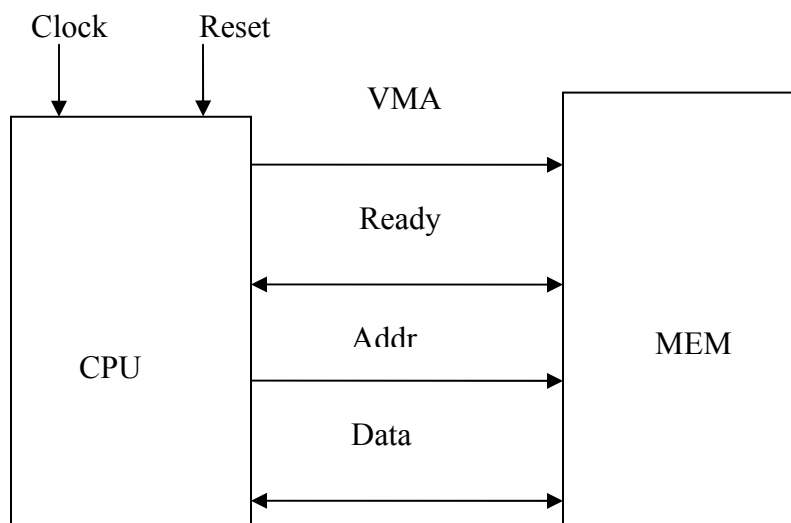 Clock
Reset
VMA
Ready
Addr
CPU
MEM
Data